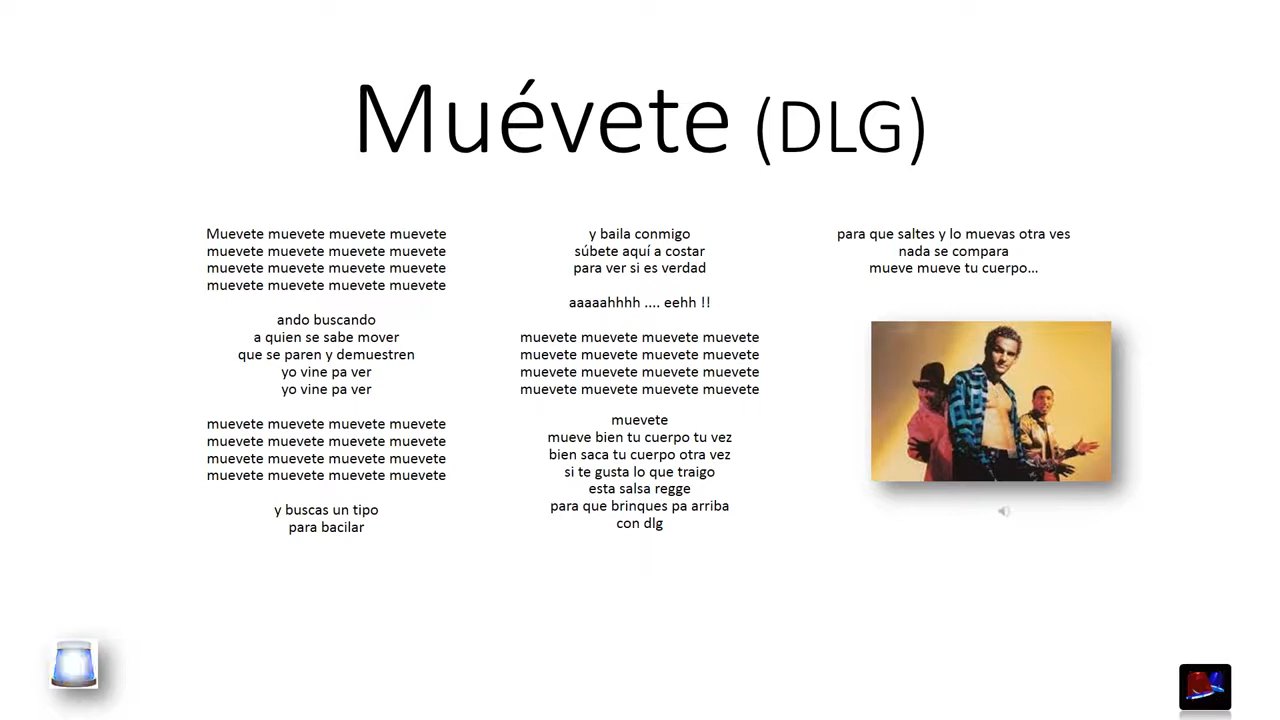 Muévete (DLG)
Muevete muevete muevete muevete
muevete muevete muevete muevete
muevete muevete muevete muevete
muevete muevete muevete muevete
ando buscando
a quien se sabe mover
que se paren y demuestren
yo vine pa ver
yo vine pa ver
muevete muevete muevete muevete
muevete muevete muevete muevete
muevete muevete muevete muevete
muevete muevete muevete muevete
y buscas un tipo
para bacilar
y baila conmigo
súbete aquí a costar
para ver si es verdad
aaaaahhhh .... eehh !!
muevete muevete muevete muevete
muevete muevete muevete muevete
muevete muevete muevete muevete
muevete muevete muevete muevete
muevete
mueve bien tu cuerpo tu vez
bien saca tu cuerpo otra vez
si te gusta lo que traigo
esta salsa regge
para que brinques pa arriba
con dlg
para que saltes y lo muevas otra ves
nada se compara
mueve mueve tu cuerpo...